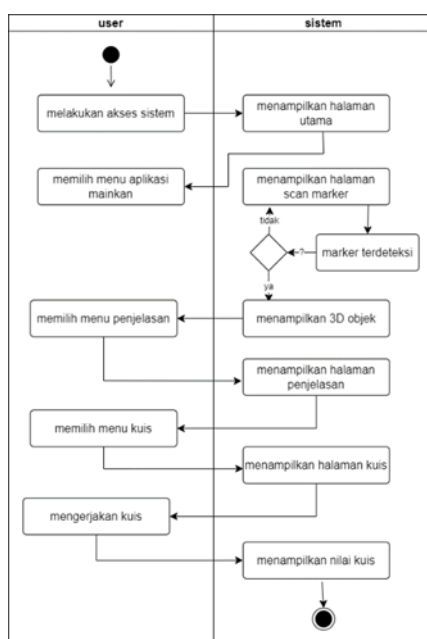 user
sistem
melakukan akses sistem
menampilkan halaman
utama
memilih menu aplikasi
mainkan
menampilkan halaman
scan marker
tidak
?
marker terdeteksi
ya
memilih menu penjelasan
menampilkan 3D objek
menampilkan halaman
penjelasan
memilih menu kuis
menampilkan halaman kuis
mengerjakan kuis
menampilkan nilai kuis